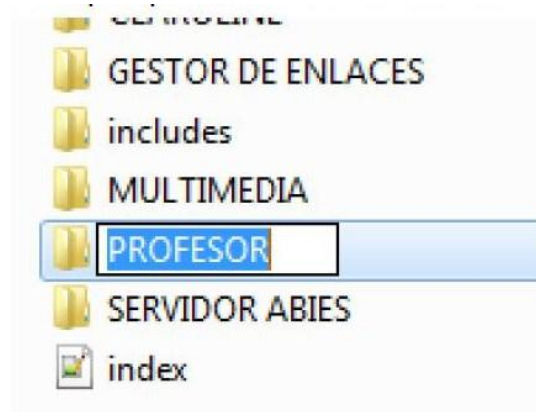 GESTOR DE ENLACES
includes
MULTIMEDIA
PROFESOR
SERVIDOR ABIES
index